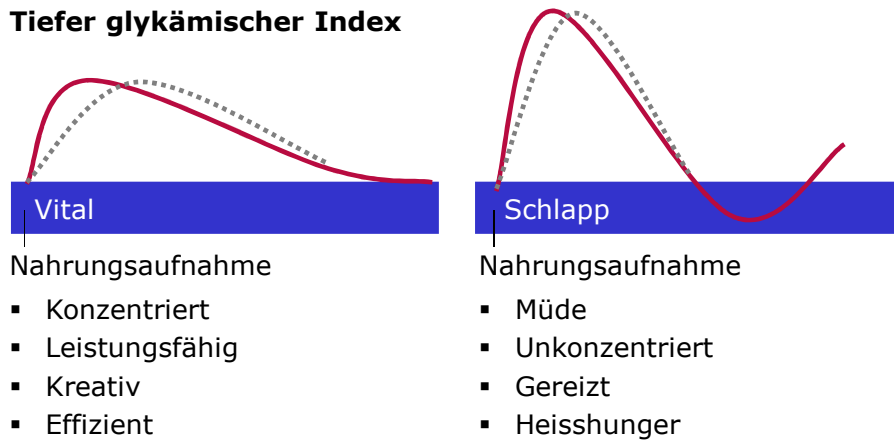 Tiefer glykämischer Index
Vital
Nahrungsaufnahme
▪ Konzentriert
▪ Leistungsfähig
▪ Kreativ
▪ Effizient
Schlapp
Nahrungsaufnahme
▪ Müde
▪ Unkonzentriert
▪ Gereizt
▪ Heisshunger